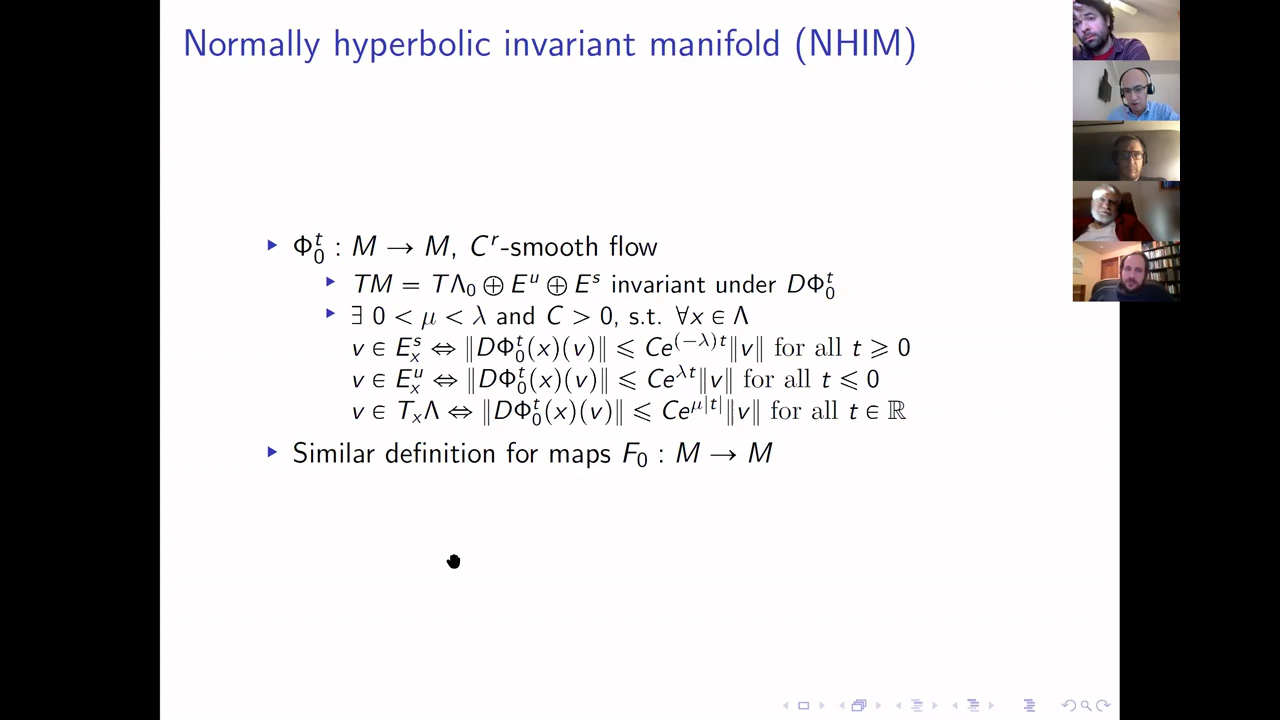 Normally hyperbolic invariant manifold (NHIM)
▶ Φ₀ᵗ : M → M, Cʳ-smooth flow
▶ TM = TΛ₀ ⊕ Eᵘ ⊕ Eˢ invariant under DΦ₀ᵗ
▶ ∃ 0 < μ < λ and C > 0, s.t. ∀x ∈ Λ
v ∈ Eₓˢ ⇔ ‖DΦ₀ᵗ(x)(v)‖ ⩽ Ce^{(−λ)t}‖v‖ for all t ⩾ 0
v ∈ Eₓᵘ ⇔ ‖DΦ₀ᵗ(x)(v)‖ ⩽ Ce^{λt}‖v‖ for all t ⩽ 0
v ∈ TₓΛ ⇔ ‖DΦ₀ᵗ(x)(v)‖ ⩽ Ce^{μ|t|}‖v‖ for all t ∈ ℝ
▶ Similar definition for maps F₀ : M → M